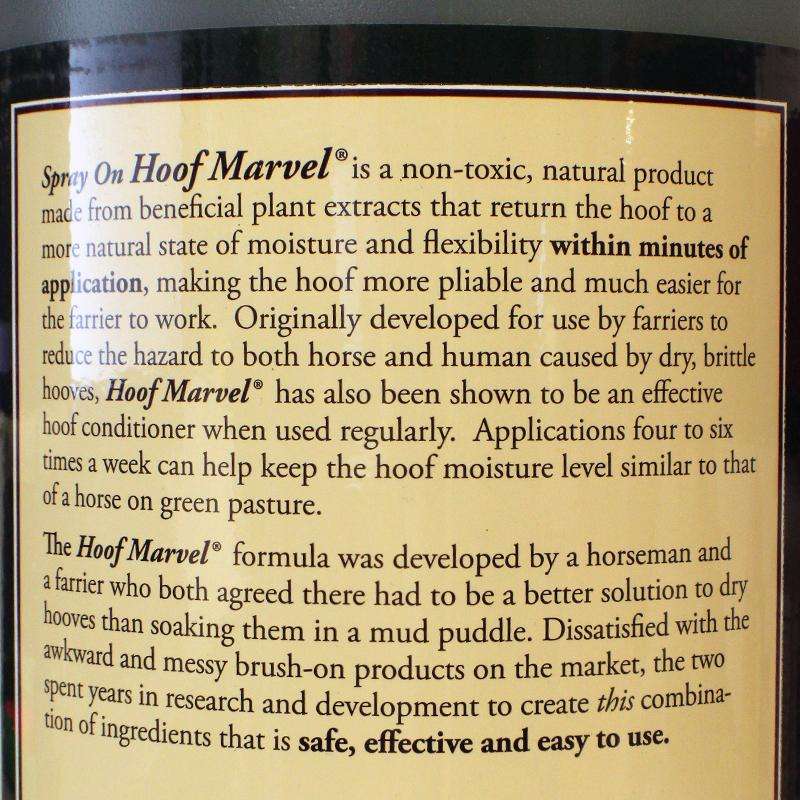 Spray On Hoof Marvel® is a non-toxic, natural product
made from beneficial plant extracts that return the hoof to a
more natural state of moisture and flexibility within minutes of
application, making the hoof more pliable and much easier for
the farrier to work. Originally developed for use by farriers to
reduce the hazard to both horse and human caused by dry, brittle
hooves, Hoof Marvel® has also been shown to be an effective
hoof conditioner when used regularly. Applications four to six
times a week can help keep the hoof moisture level similar to that
of a horse on green pasture.
The Hoof Marvel® formula was developed by a horseman and
a farrier who both agreed there had to be a better solution to dry
hooves than soaking them in a mud puddle. Dissatisfied with the
awkward and messy brush-on products on the market, the two
spent years in research and development to create this combina-
tion of ingredients that is safe, effective and easy to use.